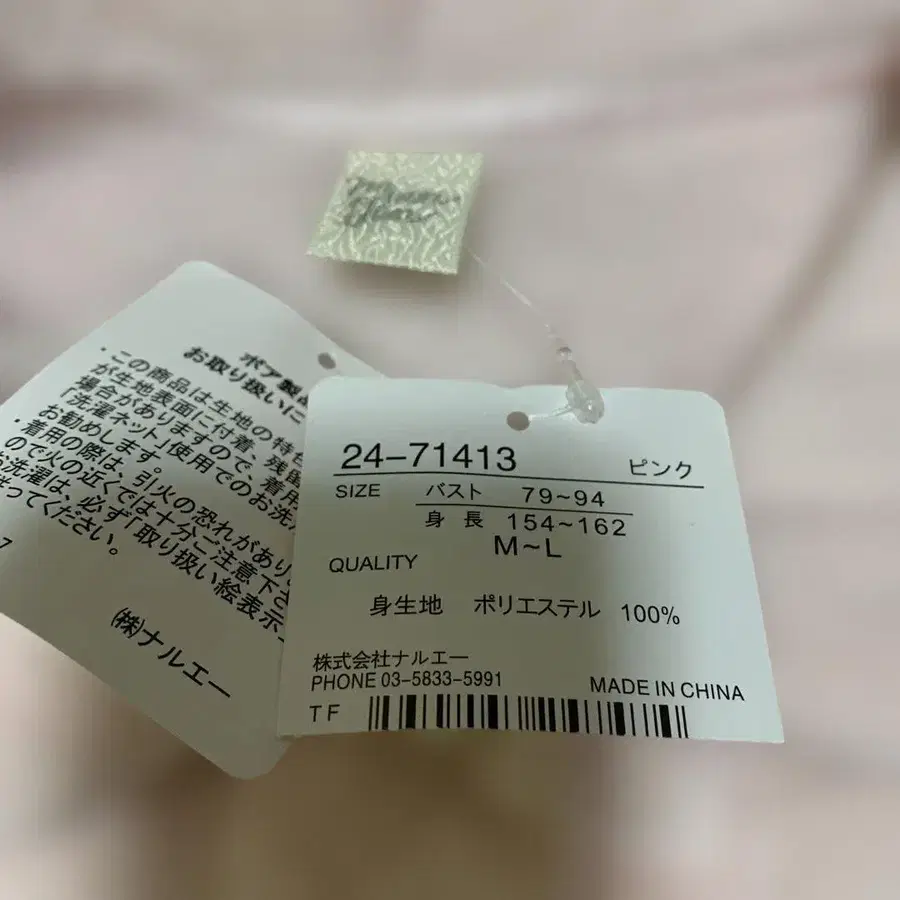 ボア製品
お取り扱いに
・この商品は生地の特性
が生地表面に付着、残留
場合がありますので、着用
「洗濯ネット」使用でのお洗
お勧めします。
・着用の際は、引火の恐れがあり
ので火の近くでは十分ご注意下さ
お洗濯は、必ず「取り扱い絵表示
ってください。
7
㈱ナルエー
24-71413 ピンク
SIZE バスト 79~94
身長 154~162
M~L
QUALITY
身生地 ポリエステル 100%
株式会社ナルエー
PHONE 03-5833-5991
MADE IN CHINA
TF